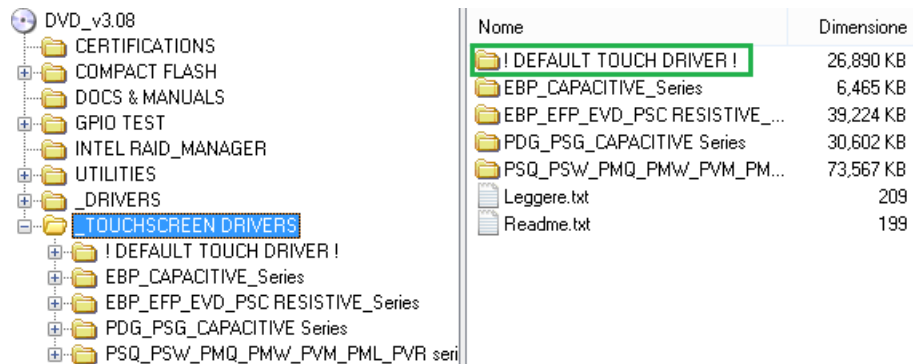 DVD_v3.08
CERTIFICATIONS
COMPACT FLASH
DOCS & MANUALS
GPIO TEST
INTEL RAID_MANAGER
UTILITIES
_DRIVERS
_TOUCHSCREEN DRIVERS
! DEFAULT TOUCH DRIVER !
EBP_CAPACITIVE_Series
EBP_EFP_EVD_PSC RESISTIVE_Series
PDG_PSG_CAPACITIVE Series
PSQ_PSW_PMQ_PMW_PVM_PML_PVR seri
Nome Dimensione
! DEFAULT TOUCH DRIVER ! 26,890 KB
EBP_CAPACITIVE_Series 6,465 KB
EBP_EFP_EVD_PSC RESISTIVE_... 39,224 KB
PDG_PSG_CAPACITIVE Series 30,602 KB
PSQ_PSW_PMQ_PMW_PVM_PM... 73,567 KB
Leggere.txt 209
Readme.txt 199